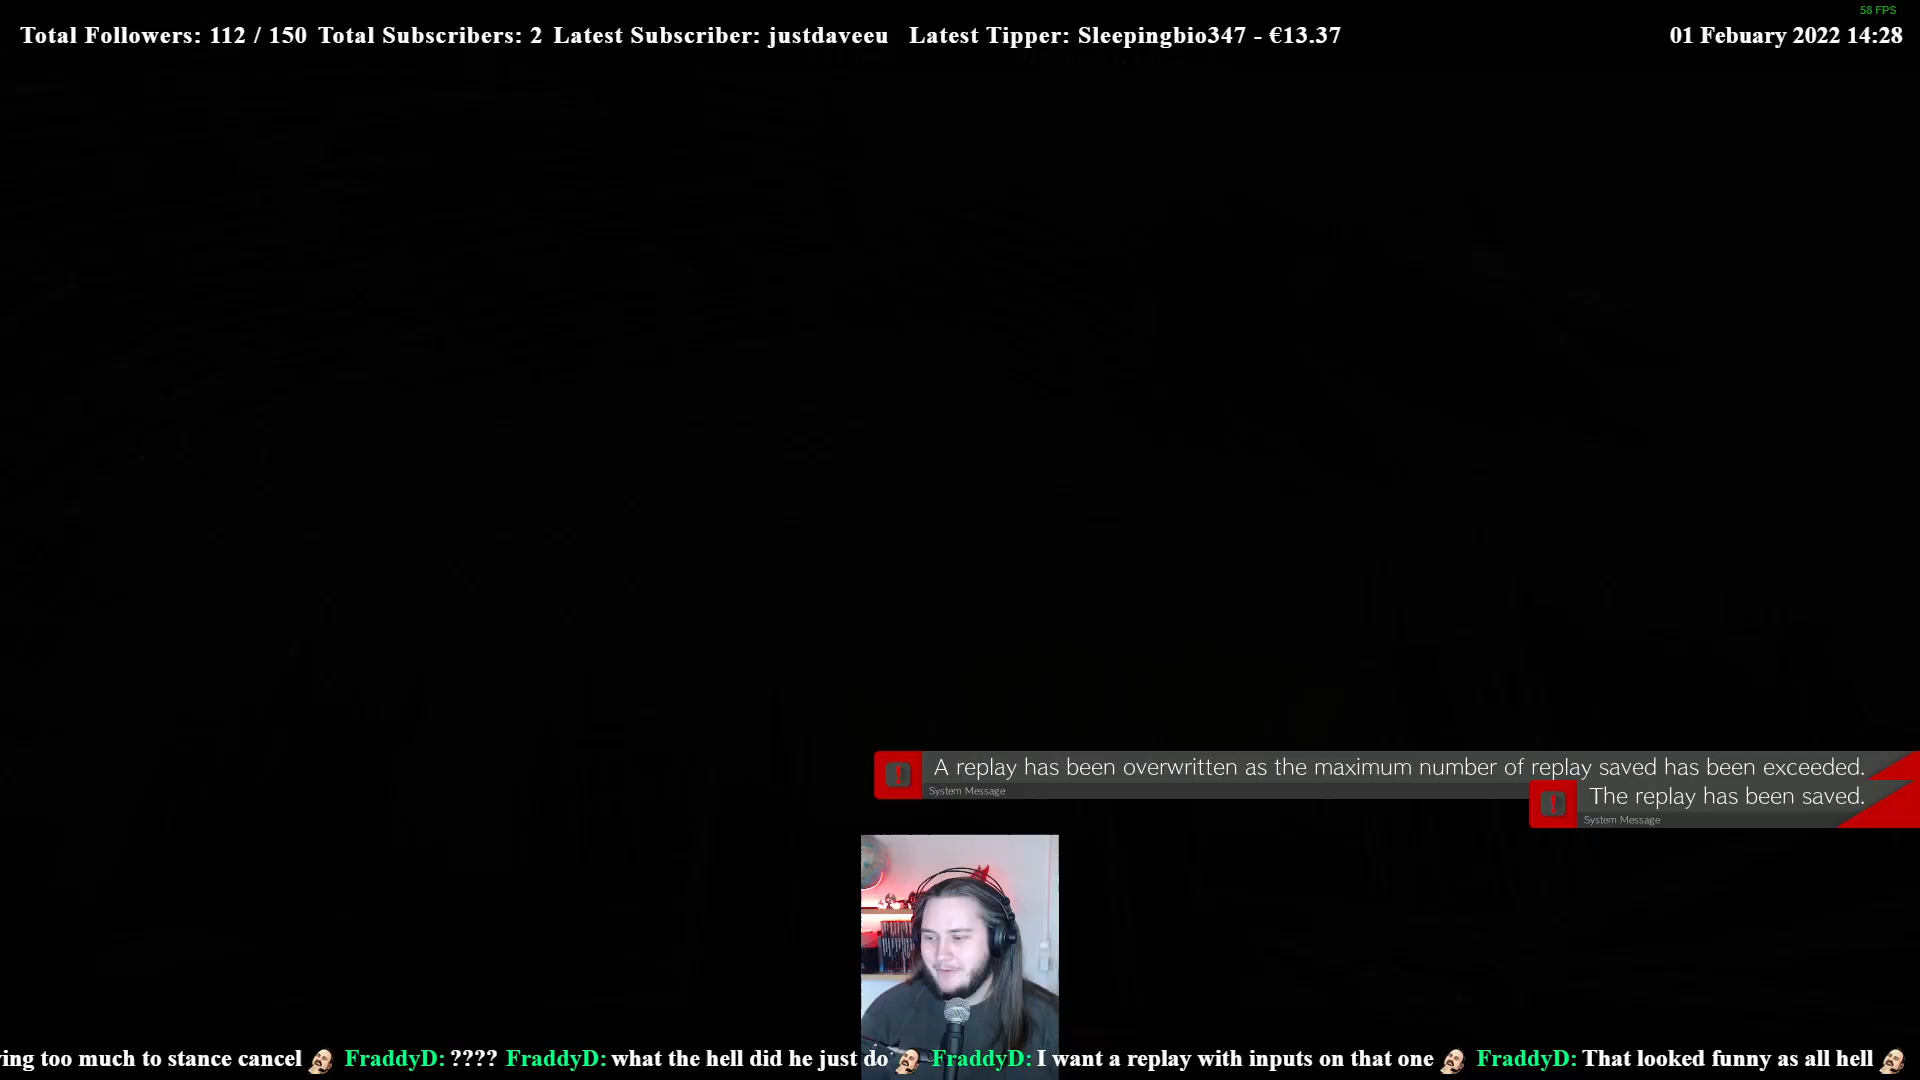 58 FPS
Total Followers: 112 / 150 Total Subscribers: 2 Latest Subscriber: justdaveeu Latest Tipper: Sleepingbio347 - €13.37 01 Febuary 2022 14:28
A replay has been overwritten as the maximum number of replay saved has been exceeded.
System Message
The replay has been saved.
System Message
ing too much to stance cancel FraddyD: ???? FraddyD: what the hell did he just do FraddyD: I want a replay with inputs on that one FraddyD: That looked funny as all hell